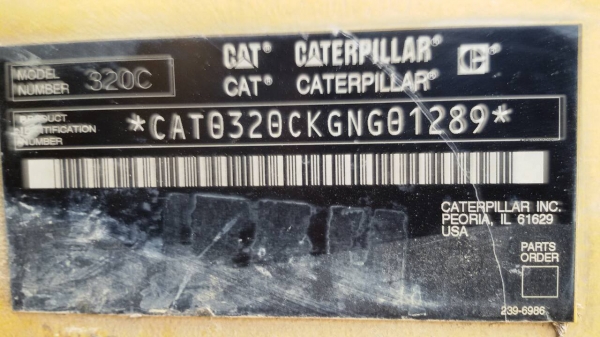 CAT® CATERPILLAR® C
MODEL NUMBER 320C
CAT® CATERPILLAR®
PRODUCT IDENTIFICATION NUMBER *CAT0320CKGNG01289*
CATERPILLAR INC.
PEORIA, IL 61629
USA
PARTS ORDER
239-6986